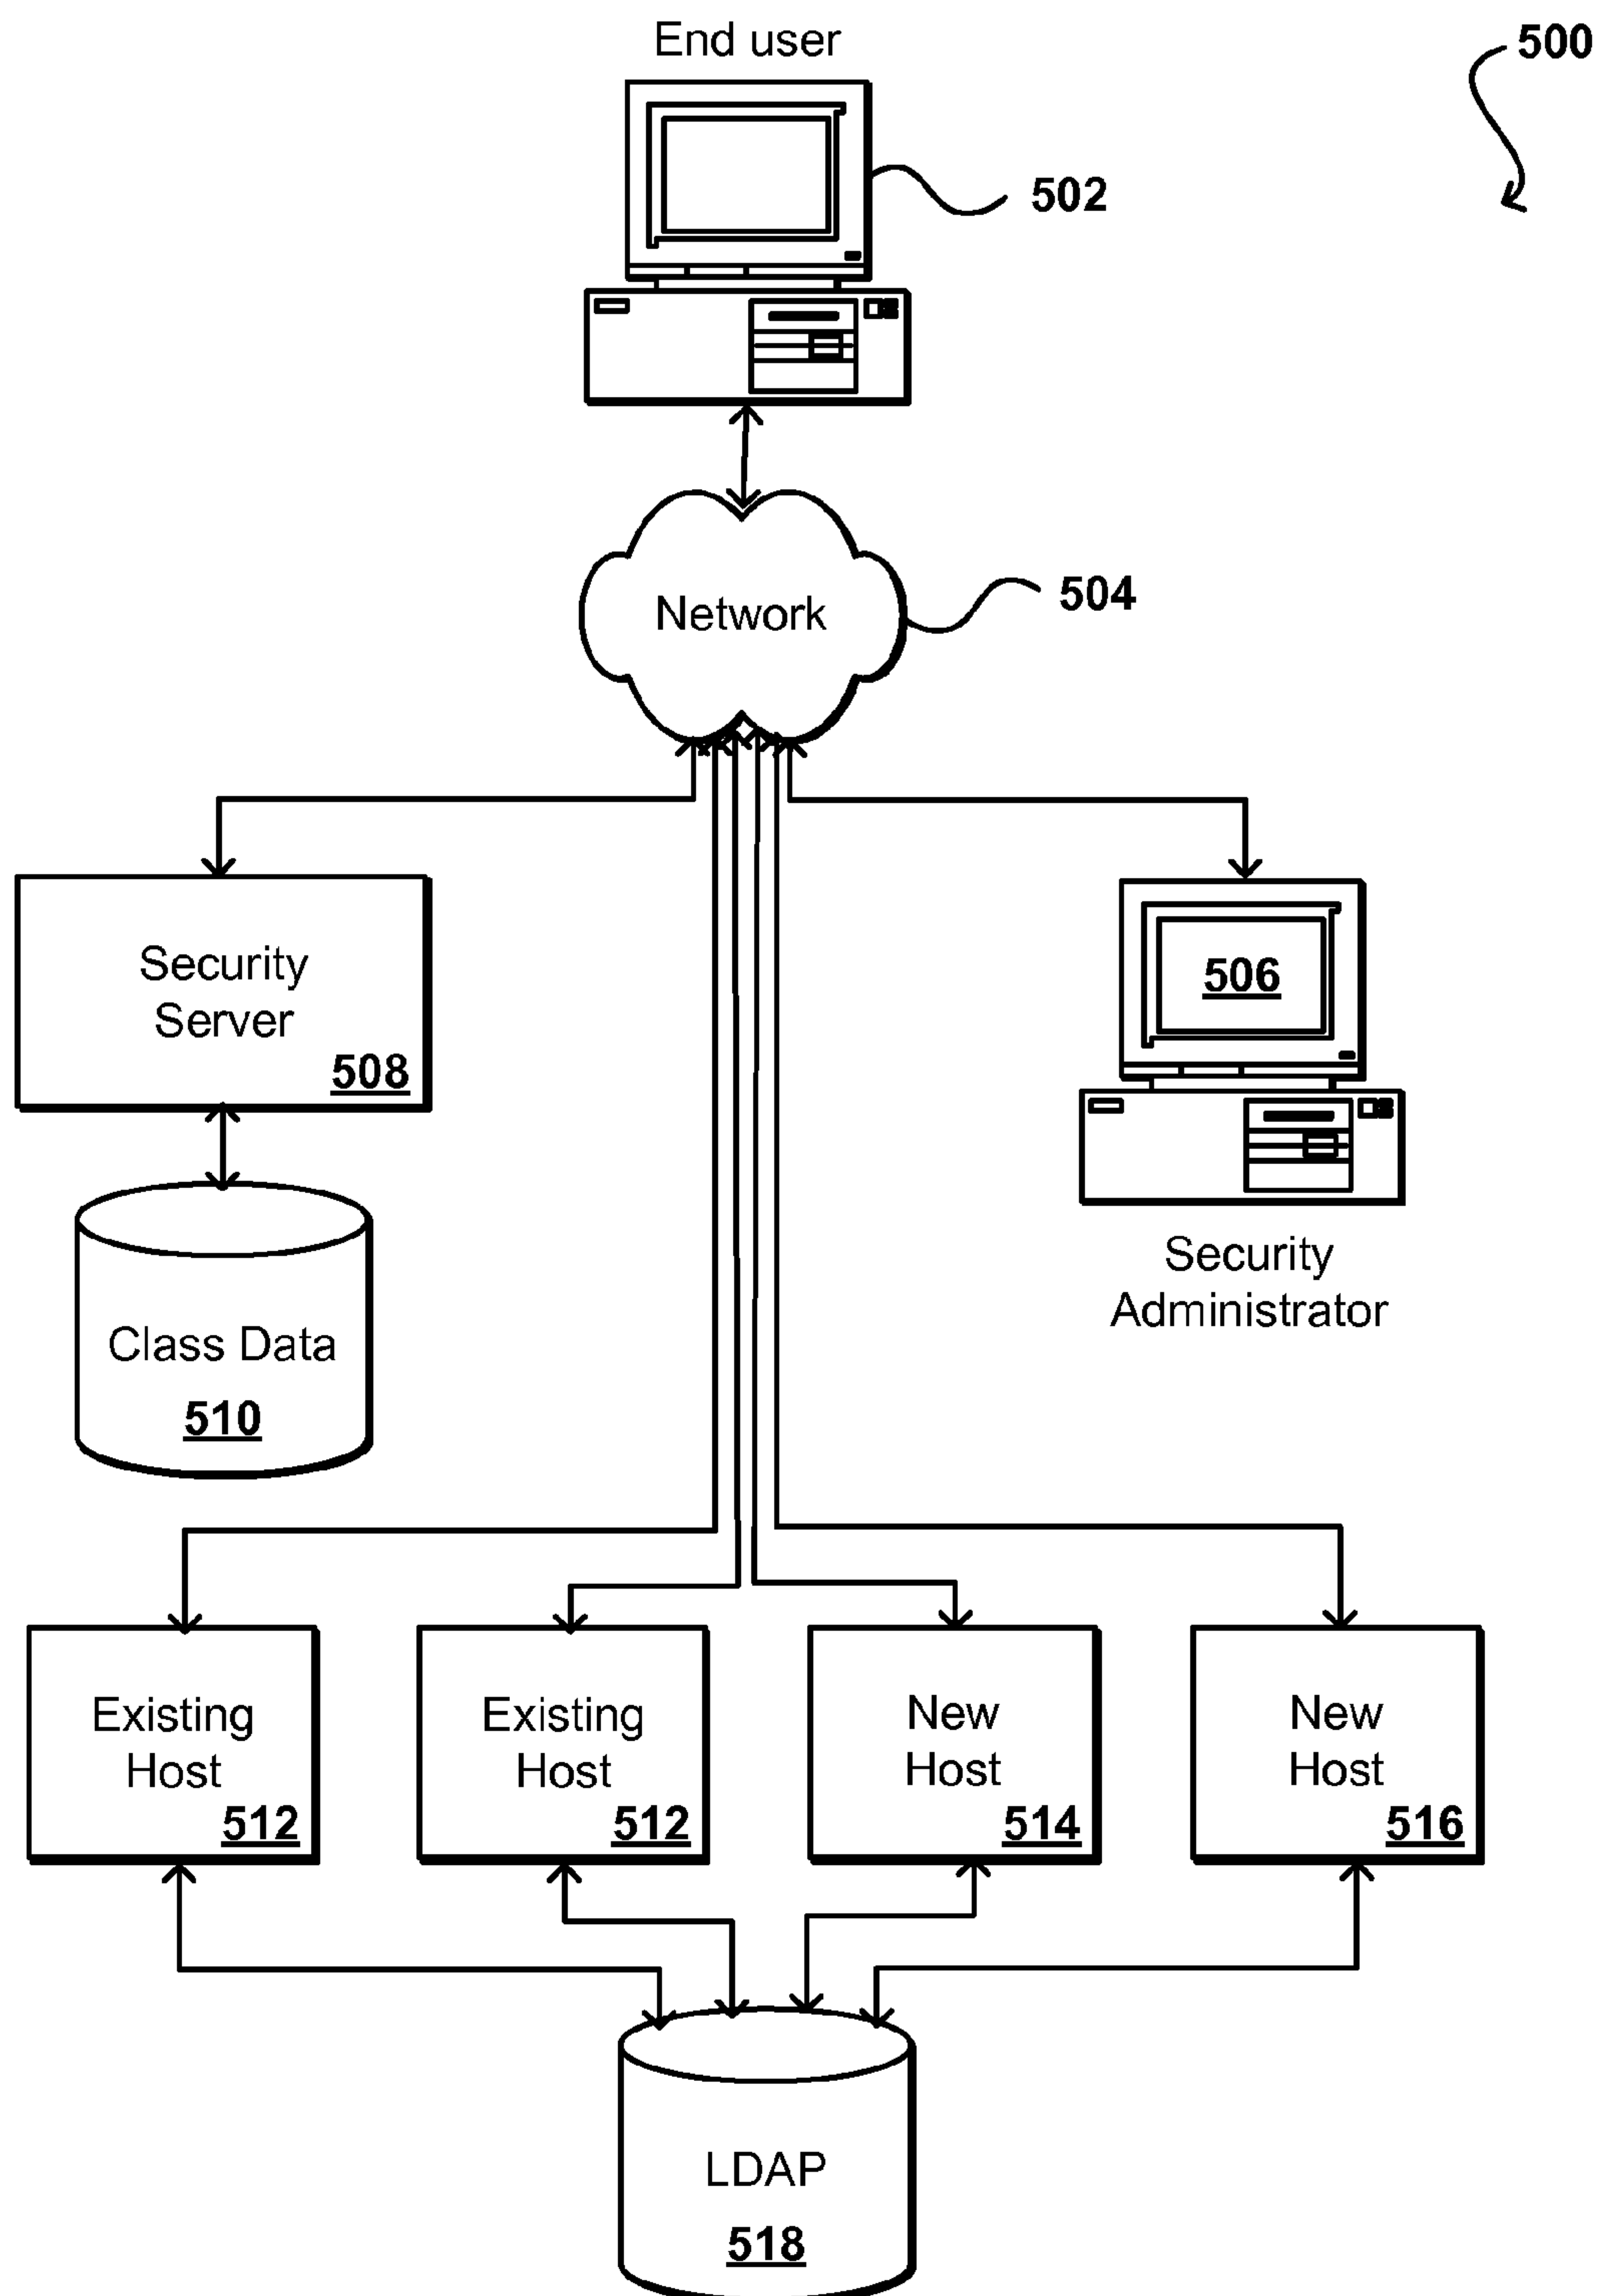 End user
500
502
Network
504
Security
Server
508
506
Security
Administrator
Class Data
510
Existing
Host
512
Existing
Host
512
New
Host
514
New
Host
516
LDAP
518